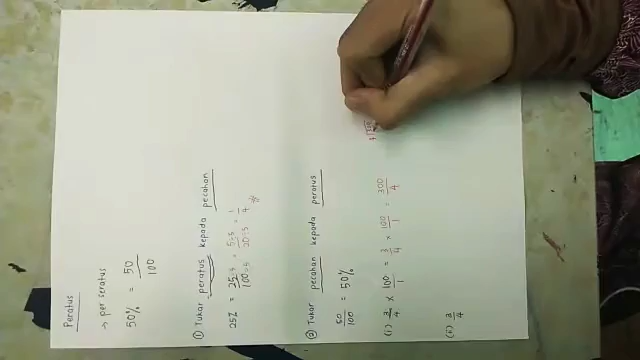 Peratus
→ per seratus
50% = 50/100
① Tukar peratus kepada pecahan
25% = 25÷5/100÷5 = 5÷5/20÷5 = 1/4 #
② Tukar pecahan kepada peratus
50/100 = 50%
(i) 3/4 × 100/1 = 3/4 × 100/1 = 300/4
(ii) 3/4